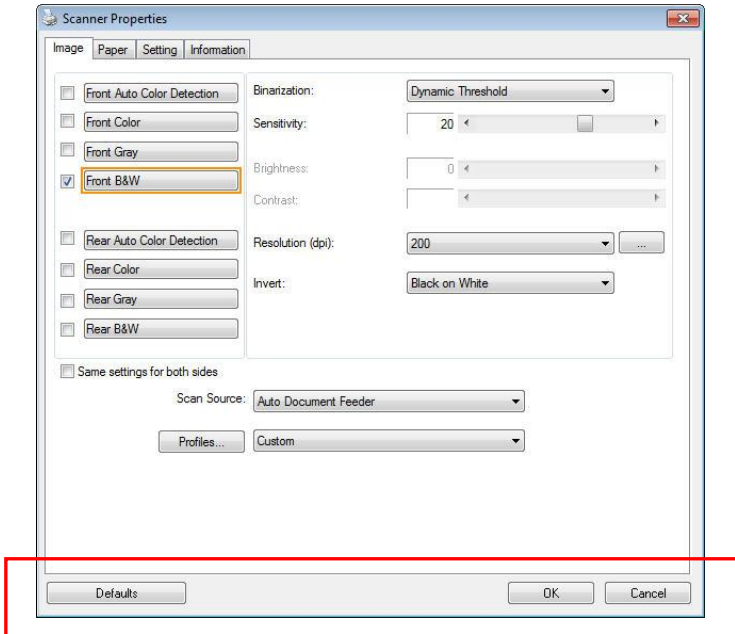 Scanner Properties
Image Paper Setting Information
Front Auto Color Detection Binarization: Dynamic Threshold
Front Color Sensitivity: 20
Front Gray
Brightness: 0
Front B&W
Contrast:
Rear Auto Color Detection Resolution (dpi): 200 ...
Rear Color
Invert: Black on White
Rear Gray
Rear B&W
Same settings for both sides
Scan Source: Auto Document Feeder
Profiles... Custom
Defaults OK Cancel